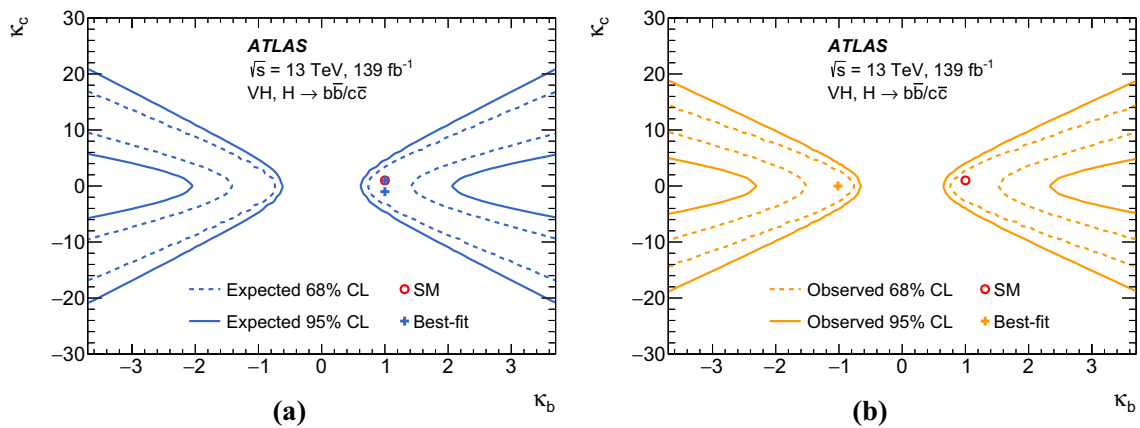 κc
30
20
10
0
−10
−20
−30
ATLAS
√s = 13 TeV, 139 fb-1
VH, H → bb̅/cc̅
Expected 68% CL
SM
Expected 95% CL
Best-fit
−3 −2 −1 0 1 2 3
κb
(a)
κc
30
20
10
0
−10
−20
−30
ATLAS
√s = 13 TeV, 139 fb-1
VH, H → bb̅/cc̅
Observed 68% CL
SM
Observed 95% CL
Best-fit
−3 −2 −1 0 1 2 3
κb
(b)